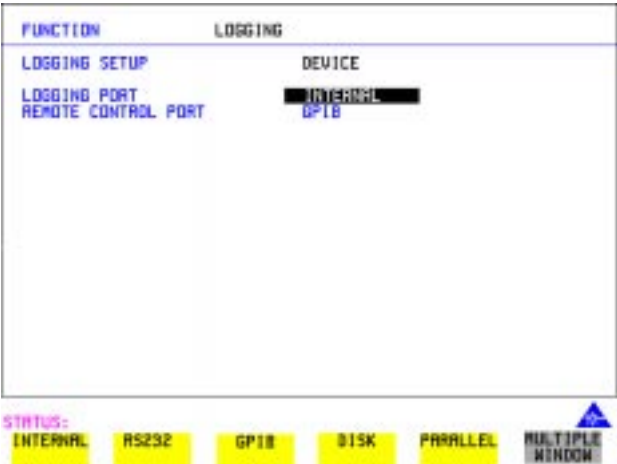 FUNCTION LOGGING
LOGGING SETUP DEVICE
LOGGING PORT INTERNAL
REMOTE CONTROL PORT GPIB
STATUS:
INTERNAL RS232 GPIB DISK PARALLEL MULTIPLE
WINDOW